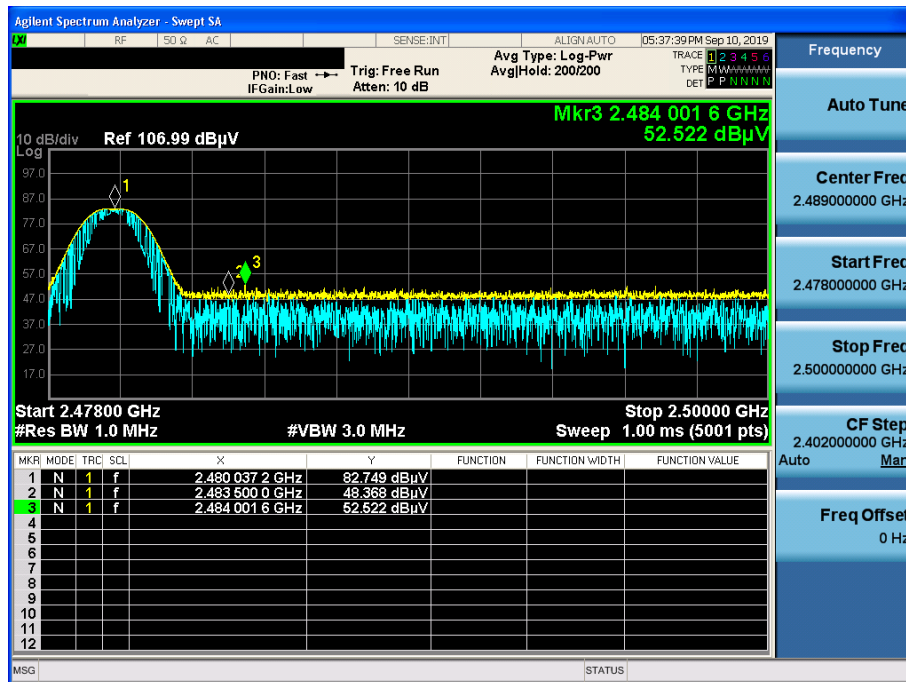 Agilent Spectrum Analyzer - Swept SA
LXI RF 50 Ω AC SENSE:INT ALIGN AUTO 05:37:39 PM Sep 10, 2019
Frequency
PNO: Fast
IFGain:Low
Trig: Free Run
Atten: 10 dB
Avg Type: Log-Pwr
Avg|Hold: 200/200
TRACE 1 2 3 4 5 6
TYPE
DET P P N N N N
Auto Tune
Mkr3 2.484 001 6 GHz
52.522 dBµV
10 dB/div Ref 106.99 dBµV
Log
97.0
87.0
77.0
67.0
57.0
47.0
37.0
27.0
17.0
1
2
3
Center Freq
2.489000000 GHz
Start Freq
2.478000000 GHz
Stop Freq
2.500000000 GHz
Start 2.47800 GHz Stop 2.50000 GHz
#Res BW 1.0 MHz #VBW 3.0 MHz Sweep 1.00 ms (5001 pts)
CF Step
2.402000000 GHz
Auto Man
MKR MODE TRC SCL X Y FUNCTION FUNCTION WIDTH FUNCTION VALUE
1 N 1 f 2.480 037 2 GHz 82.749 dBµV
2 N 1 f 2.483 500 0 GHz 48.368 dBµV
3 N 1 f 2.484 001 6 GHz 52.522 dBµV
4
5
6
7
8
9
10
11
12
Freq Offset
0 Hz
MSG STATUS